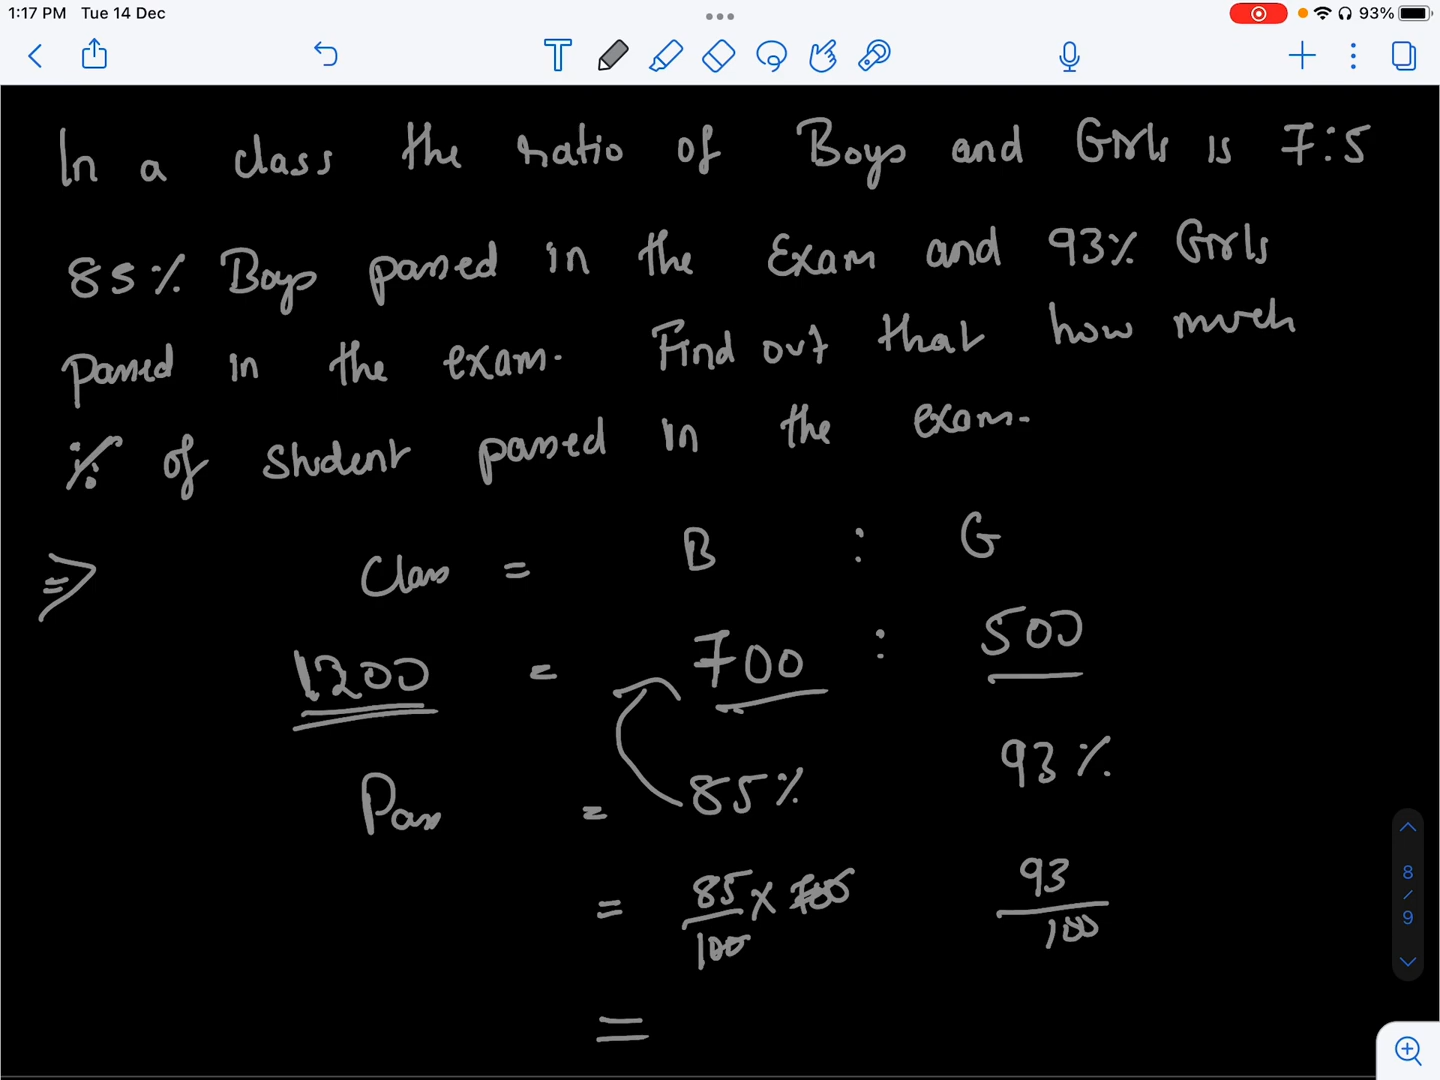 1:17 PM Tue 14 Dec 93%
In a class the ratio of Boys and Girls is 7:5
85% Boys passed in the Exam and 93% Girls
passed in the exam. Find out that how much
% of student passed in the exam.
⇒ Class = B : G
1200 = 700 : 500
Pass = 85% 93%
= 85/100 × 700 93/100
=
8/9